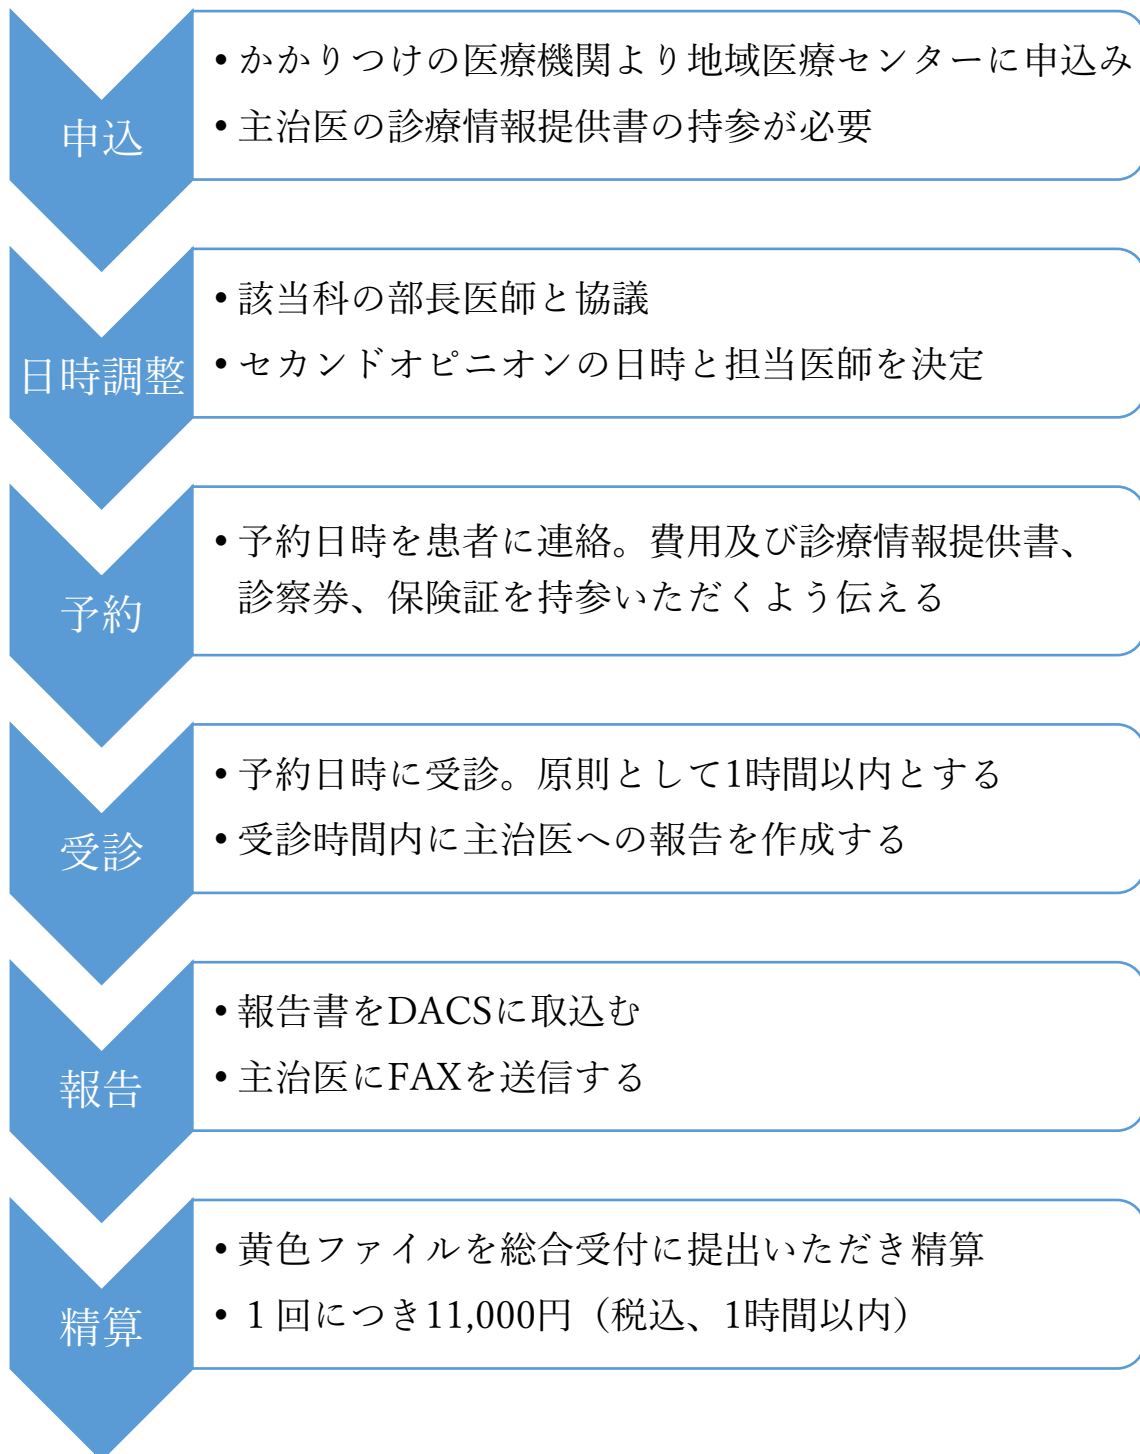 申込
• かかりつけの医療機関より地域医療センターに申込み
• 主治医の診療情報提供書の持参が必要
日時調整
• 該当科の部長医師と協議
• セカンドオピニオンの日時と担当医師を決定
予約
• 予約日時を患者に連絡。費用及び診療情報提供書、
診察券、保険証を持参いただくよう伝える
受診
• 予約日時に受診。原則として1時間以内とする
• 受診時間内に主治医への報告を作成する
報告
• 報告書をDACSに取込む
• 主治医にFAXを送信する
精算
• 黄色ファイルを総合受付に提出いただき精算
• １回につき11,000円（税込、1時間以内）